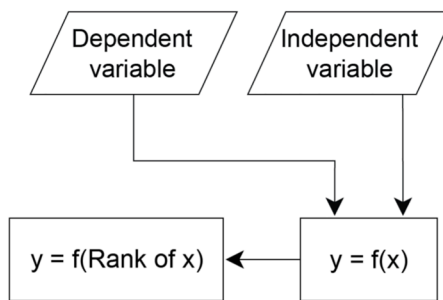 Dependent
variable
Independent
variable
y = f(Rank of x)
y = f(x)